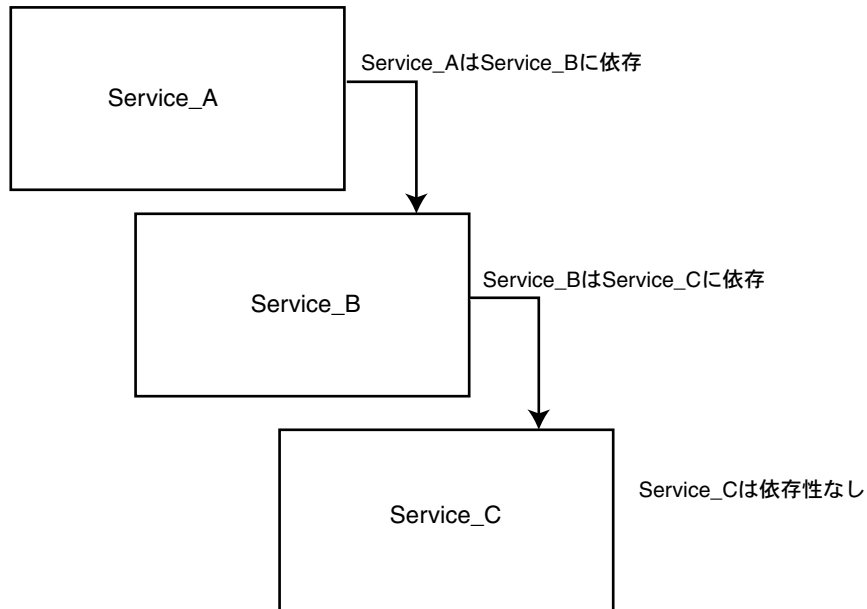 Service_A
Service_AはService_Bに依存
Service_B
Service_BはService_Cに依存
Service_C
Service_Cは依存性なし